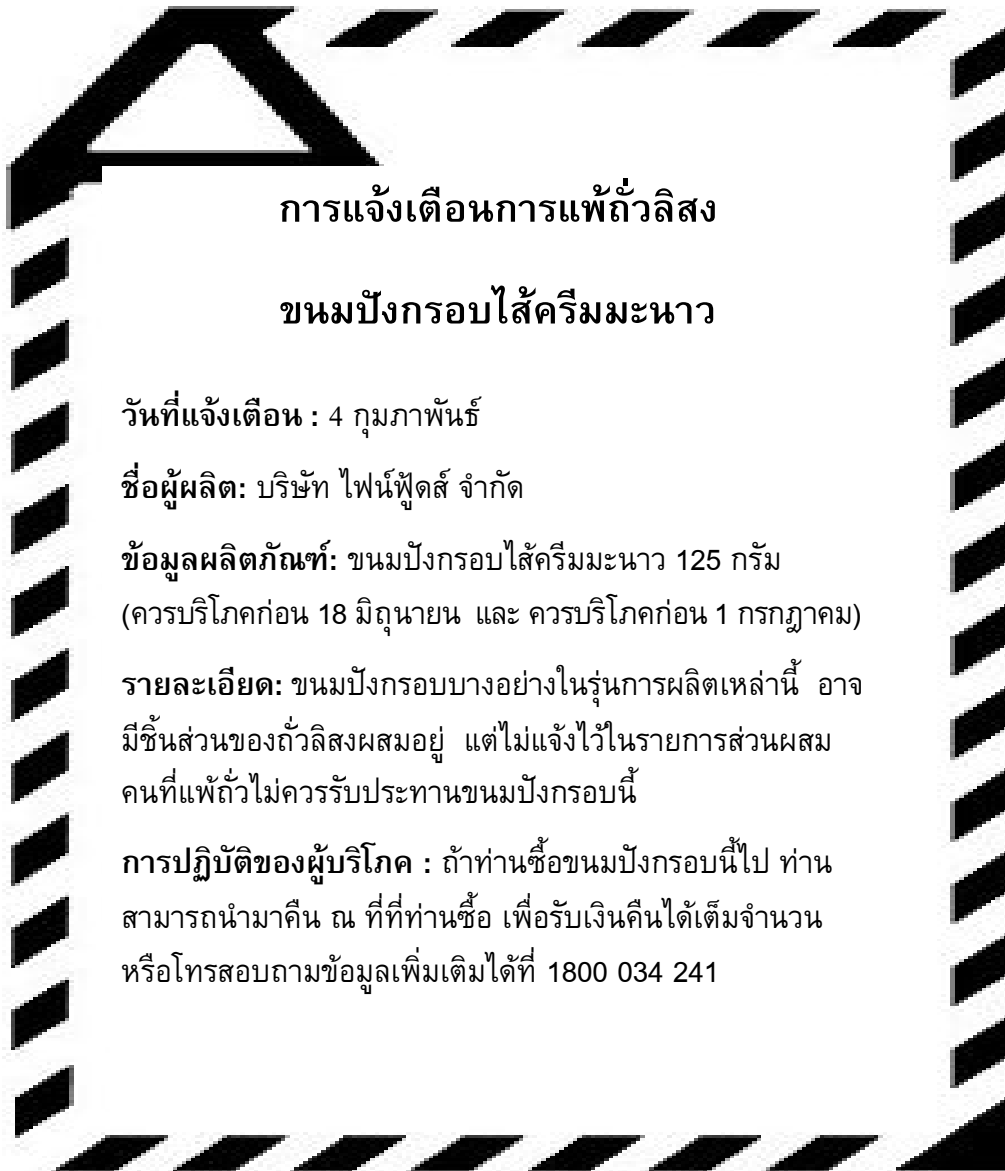 การแจ้งเตือนการแพ้ถั่วลิสง
ขนมปังกรอบไส้ครีมมะนาว
วันที่แจ้งเตือน : 4 กุมภาพันธ์
ชื่อผู้ผลิต: บริษัท ไฟน์ฟู้ดส์ จำกัด
ข้อมูลผลิตภัณฑ์: ขนมปังกรอบไส้ครีมมะนาว 125 กรัม
(ควรบริโภคก่อน 18 มิถุนายน และ ควรบริโภคก่อน 1 กรกฎาคม)
รายละเอียด: ขนมปังกรอบบางอย่างในรุ่นการผลิตเหล่านี้ อาจ
มีชิ้นส่วนของถั่วลิสงผสมอยู่ แต่ไม่แจ้งไว้ในรายการส่วนผสม
คนที่แพ้ถั่วไม่ควรรับประทานขนมปังกรอบนี้
การปฏิบัติของผู้บริโภค : ถ้าท่านซื้อขนมปังกรอบนี้ไป ท่าน
สามารถนำมาคืน ณ ที่ที่ท่านซื้อ เพื่อรับเงินคืนได้เต็มจำนวน
หรือโทรสอบถามข้อมูลเพิ่มเติมได้ที่ 1800 034 241